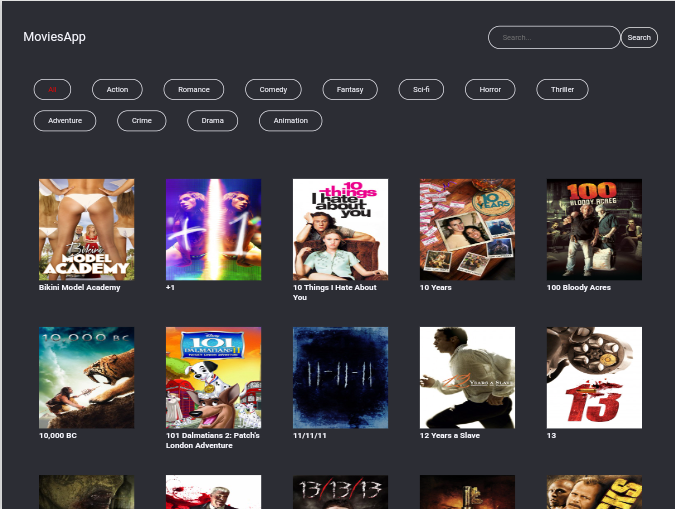 MoviesApp
Search...
Search
All
Action
Romance
Comedy
Fantasy
Sci-fi
Horror
Thriller
Adventure
Crime
Drama
Animation
Bikini
MODEL
ACADEMY
+1
10
things
I hate
about
you
10
YEARS
100
BLOODY ACRES
Bikini Model Academy
+1
10 Things I Hate About
You
10 Years
100 Bloody Acres
10,000 BC
Disney
101
DALMATIANS II
11-11-11
13
10,000 BC
101 Dalmatians 2: Patch's
London Adventure
11/11/11
12 Years a Slave
13
13/13/13